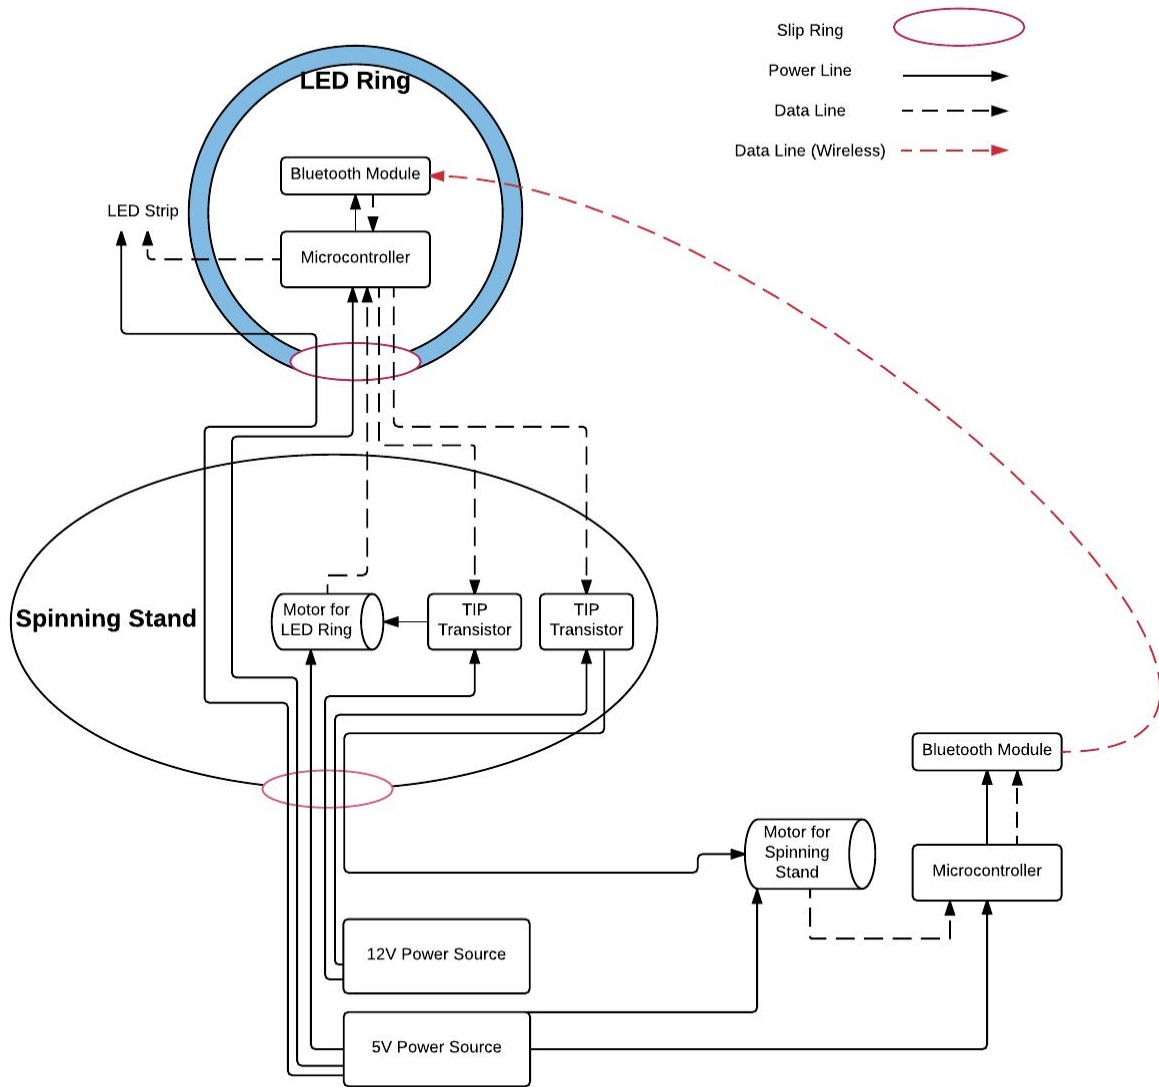 Slip Ring
Power Line
Data Line
Data Line (Wireless)
LED Ring
Bluetooth Module
LED Strip
Microcontroller
Spinning Stand
Motor for
LED Ring
TIP
Transistor
TIP
Transistor
Bluetooth Module
Motor for
Spinning
Stand
Microcontroller
12V Power Source
5V Power Source